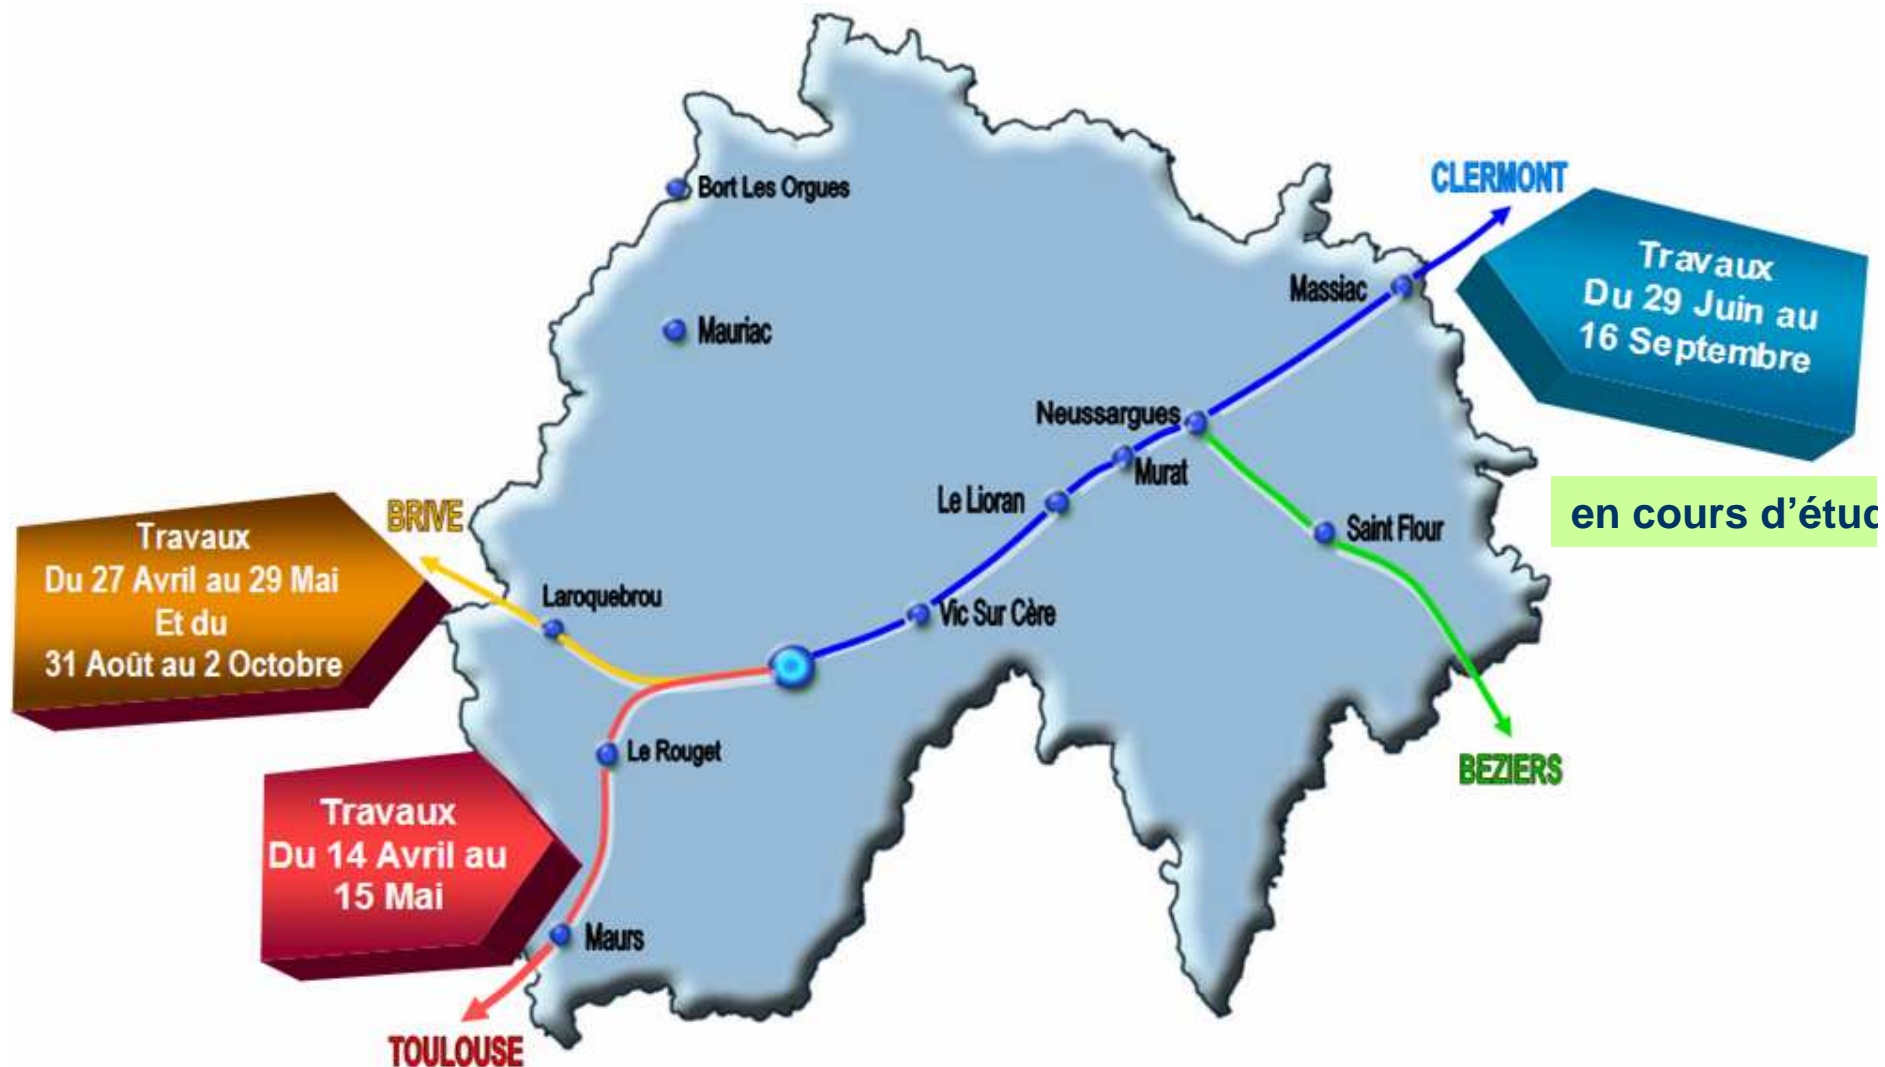 Bort Les Orgues
CLERMONT
Travaux
Du 29 Juin au
16 Septembre
Massiac
Mauriac
Neussargues
Murat
Le Lioran
en cours d’étud
Saint Flour
BRIVE
Travaux
Du 27 Avril au 29 Mai
Et du
31 Août au 2 Octobre
Laroquebrou
Vic Sur Cère
Le Rouget
BEZIERS
Travaux
Du 14 Avril au
15 Mai
Maurs
TOULOUSE